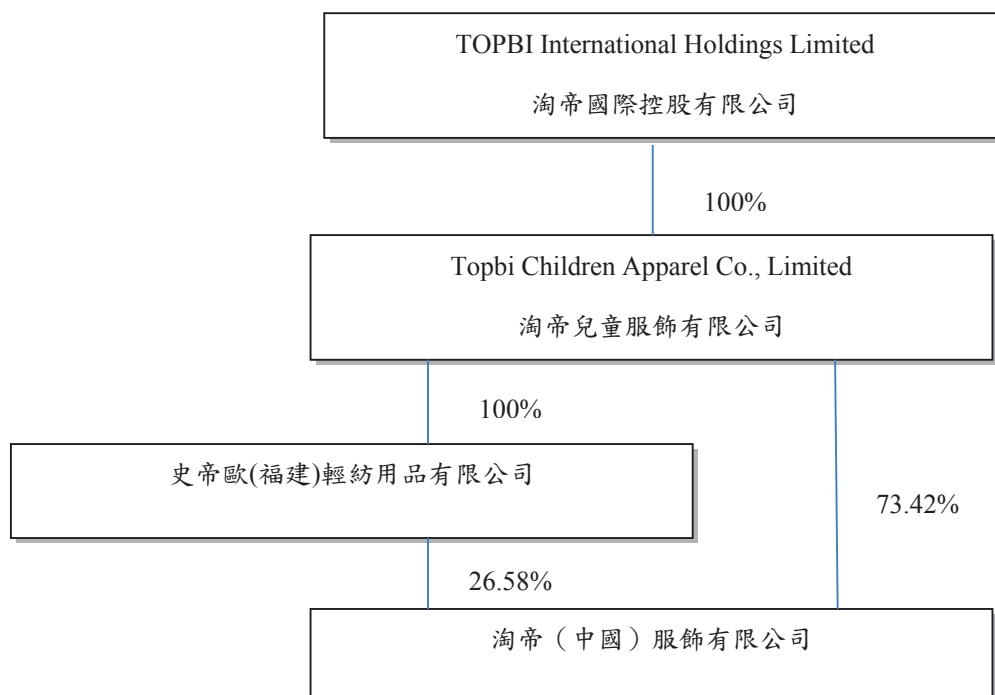 TOPBI International Holdings Limited
淘帝國際控股有限公司
100%
Topbi Children Apparel Co., Limited
淘帝兒童服飾有限公司
100%
史帝歐(福建)輕紡用品有限公司
73.42%
26.58%
淘帝（中國）服飾有限公司